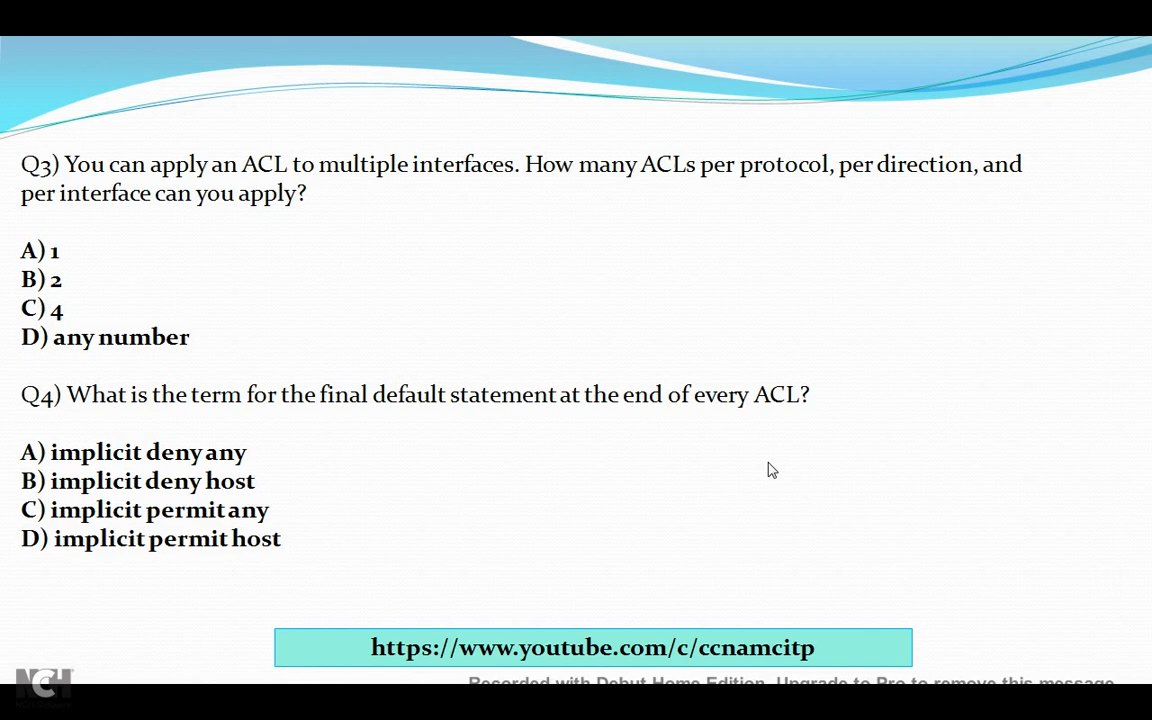 Q3) You can apply an ACL to multiple interfaces. How many ACLs per protocol, per direction, and
per interface can you apply?
A) 1
B) 2
C) 4
D) any number
Q4) What is the term for the final default statement at the end of every ACL?
A) implicit deny any
B) implicit deny host
C) implicit permit any
D) implicit permit host
https://www.youtube.com/c/ccnamcitp
NCH
Recorded with Debut Home Edition. Upgrade to Pro to remove this message